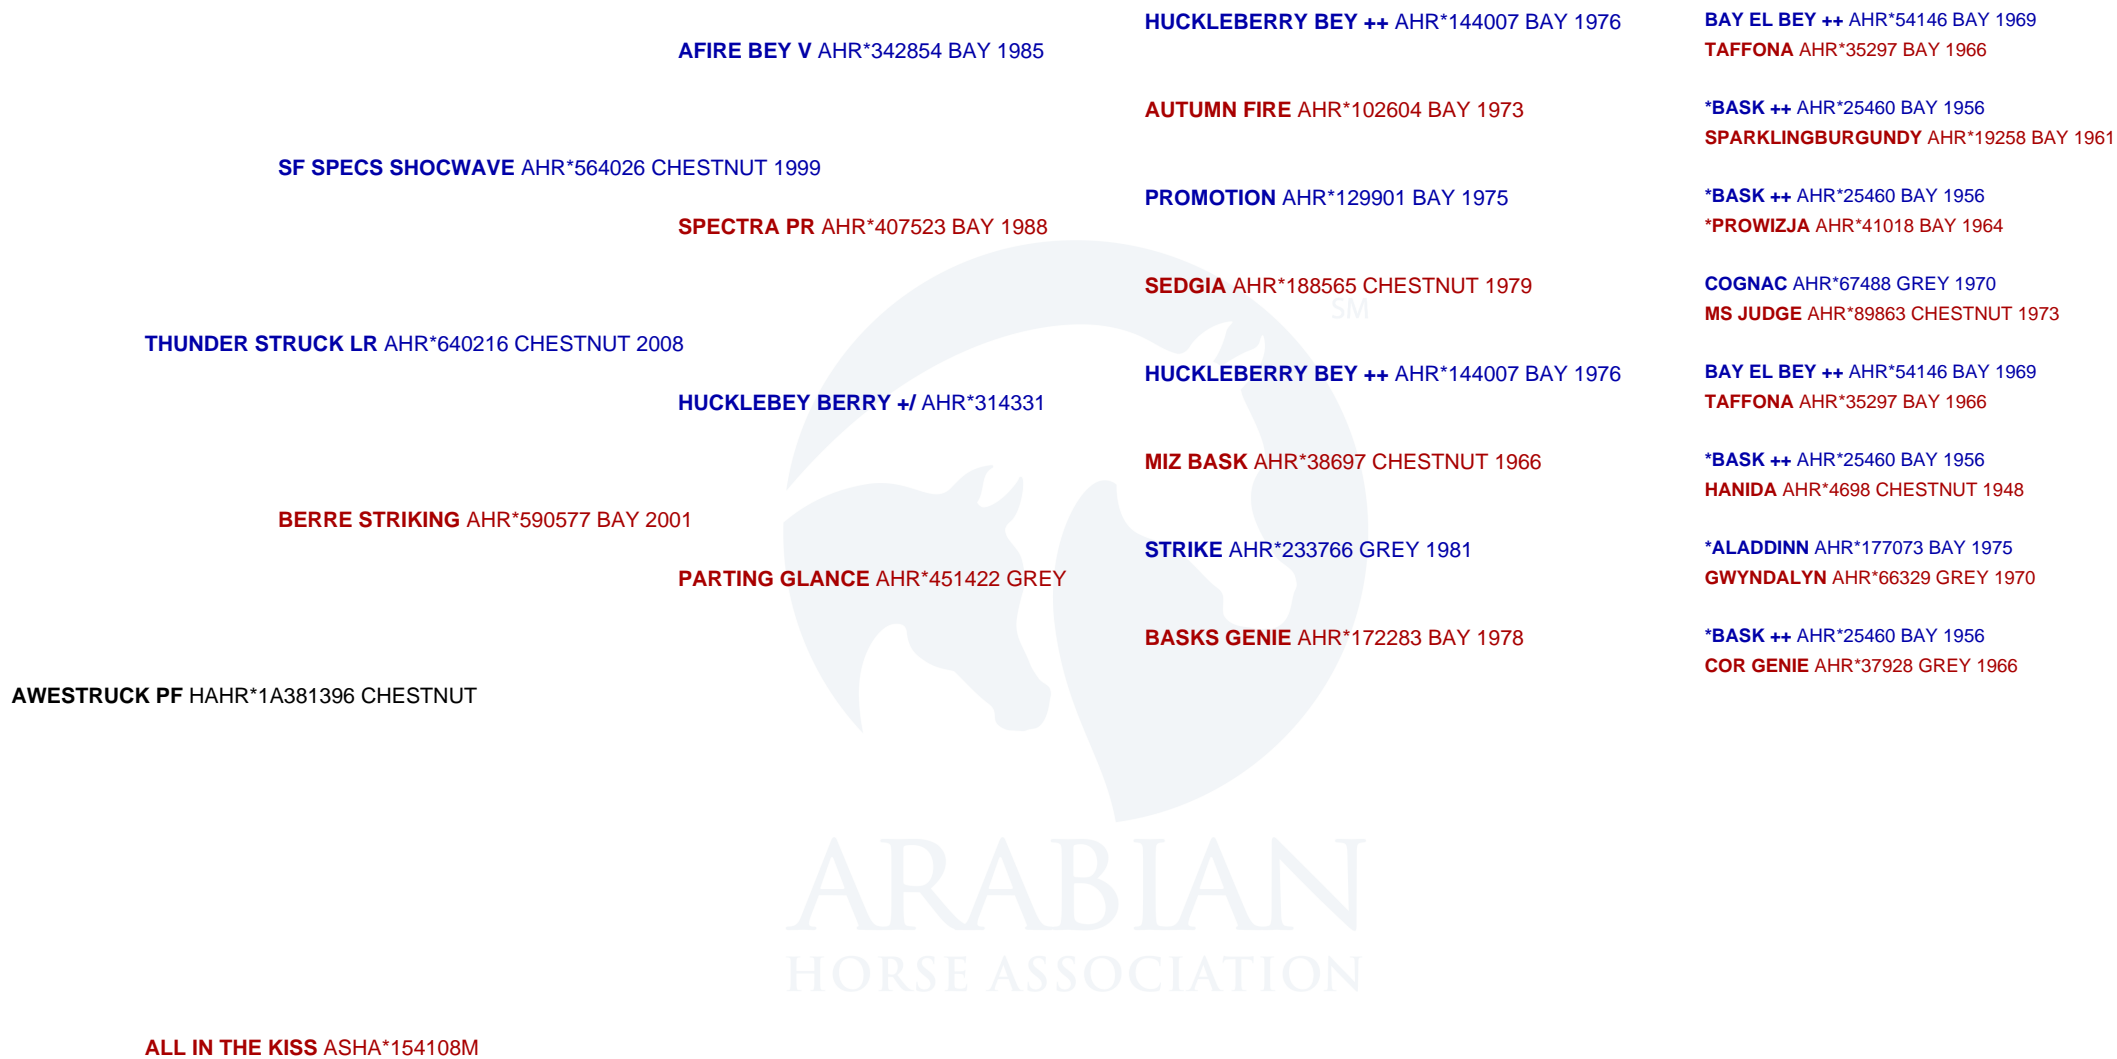 HUCKLEBERRY BEY ++ AHR*144007 BAY 1976
BAY EL BEY ++ AHR*54146 BAY 1969
TAFFONA AHR*35297 BAY 1966
AFIRE BEY V AHR*342854 BAY 1985
AUTUMN FIRE AHR*102604 BAY 1973
*BASK ++ AHR*25460 BAY 1956
SPARKLINGBURGUNDY AHR*19258 BAY 1961
SF SPECS SHOCWAVE AHR*564026 CHESTNUT 1999
PROMOTION AHR*129901 BAY 1975
*BASK ++ AHR*25460 BAY 1956
*PROWIZJA AHR*41018 BAY 1964
SPECTRA PR AHR*407523 BAY 1988
SEDGIA AHR*188565 CHESTNUT 1979
COGNAC AHR*67488 GREY 1970
MS JUDGE AHR*89863 CHESTNUT 1973
SM
THUNDER STRUCK LR AHR*640216 CHESTNUT 2008
HUCKLEBERRY BEY ++ AHR*144007 BAY 1976
BAY EL BEY ++ AHR*54146 BAY 1969
TAFFONA AHR*35297 BAY 1966
HUCKLEBEY BERRY +/ AHR*314331
MIZ BASK AHR*38697 CHESTNUT 1966
*BASK ++ AHR*25460 BAY 1956
HANIDA AHR*4698 CHESTNUT 1948
BERRE STRIKING AHR*590577 BAY 2001
STRIKE AHR*233766 GREY 1981
*ALADDINN AHR*177073 BAY 1975
GWYNDALYN AHR*66329 GREY 1970
PARTING GLANCE AHR*451422 GREY
BASKS GENIE AHR*172283 BAY 1978
*BASK ++ AHR*25460 BAY 1956
COR GENIE AHR*37928 GREY 1966
AWESTRUCK PF HAHR*1A381396 CHESTNUT
ARABIAN
HORSE ASSOCIATION
ALL IN THE KISS ASHA*154108M